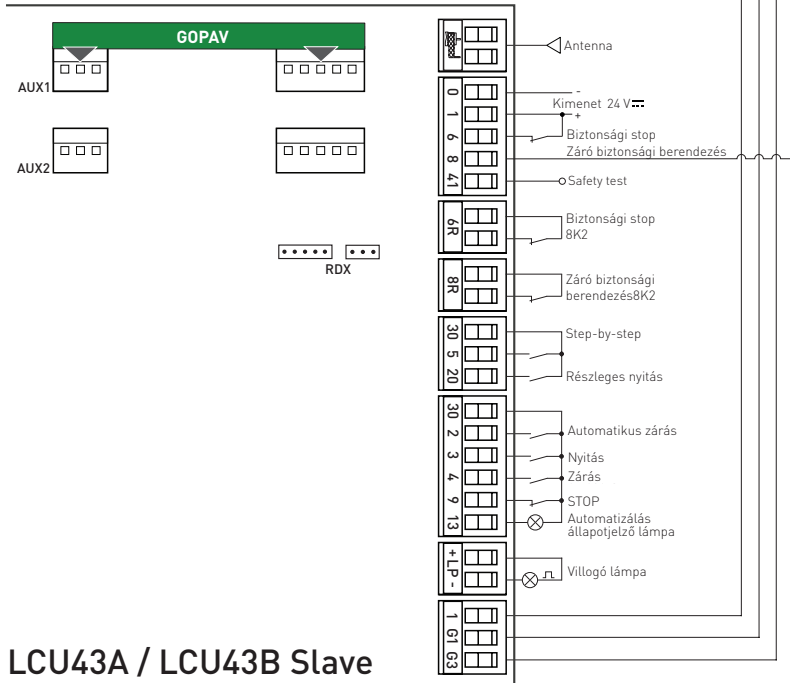 GOPAV
AUX1
AUX2
RDX
Antenna
0
-
Kimenet 24 V
1
+
6
Biztonsági stop
8
Záró biztonsági berendezés
41
Safety test
6R
Biztonsági stop
8K2
8R
Záró biztonsági
berendezés8K2
30
Step-by-step
5
20
Részleges nyitás
30
2
Automatikus zárás
3
Nyitás
4
Zárás
9
STOP
13
Automatizálás
állapotjelző lámpa
+ LP -
Villogó lámpa
1
G1
G3
LCU43A / LCU43B Slave